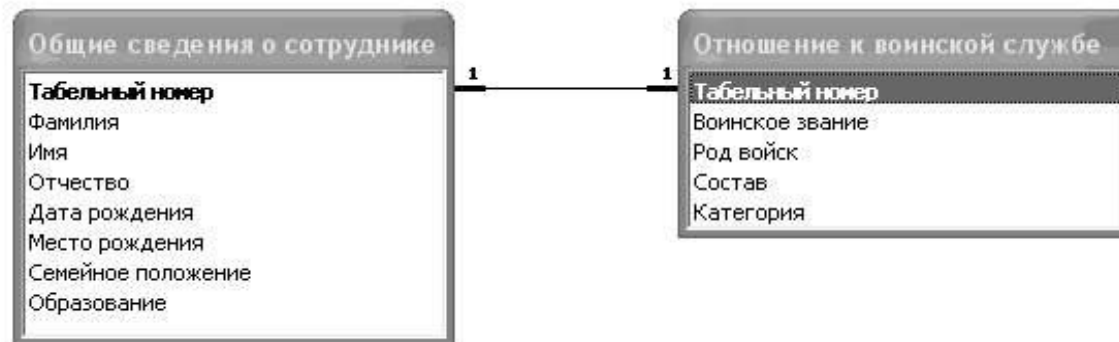 Общие сведения о сотруднике
Табельный номер
Фамилия
Имя
Отчество
Дата рождения
Место рождения
Семейное положение
Образование
1
1
Отношение к воинской службе
Табельный номер
Воинское звание
Род войск
Состав
Категория